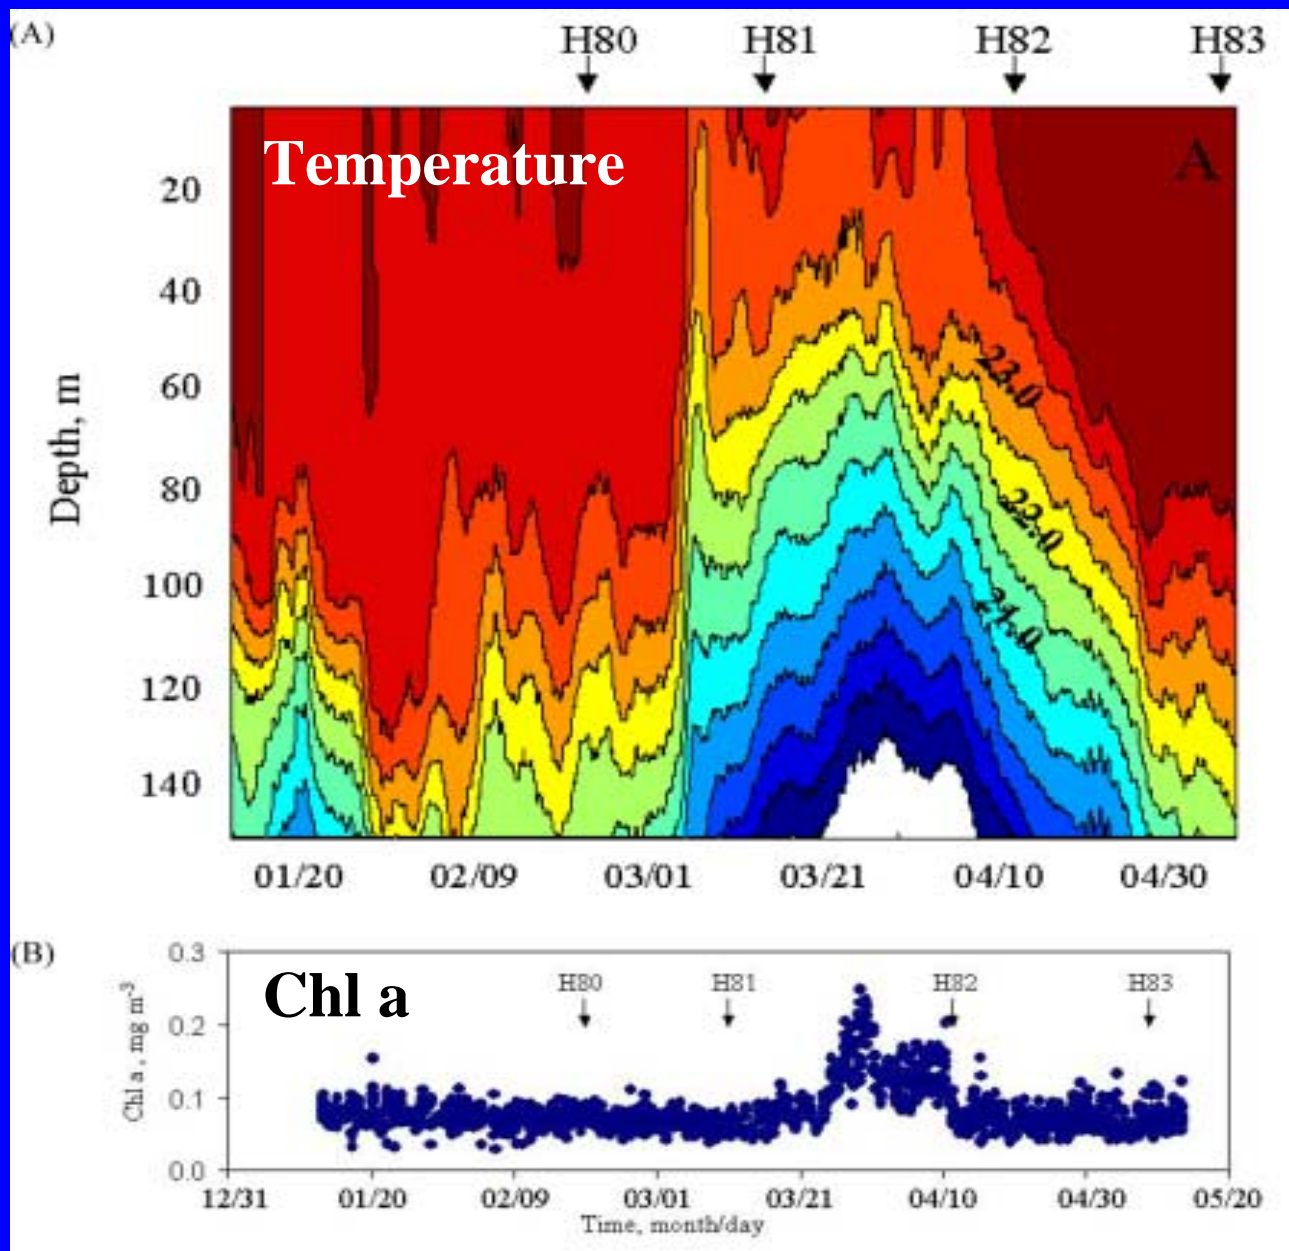 (A)
H80 H81 H82 H83
Temperature
A
20
40
60
80
100
120
140
Depth, m
23.0
22.0
21.0
01/20 02/09 03/01 03/21 04/10 04/30
(B)
Chl a
H80 H81 H82 H83
0.3
0.2
0.1
0.0
Chl a , mg m-3
12/31 01/20 02/09 03/01 03/21 04/10 04/30 05/20
Time, month/day